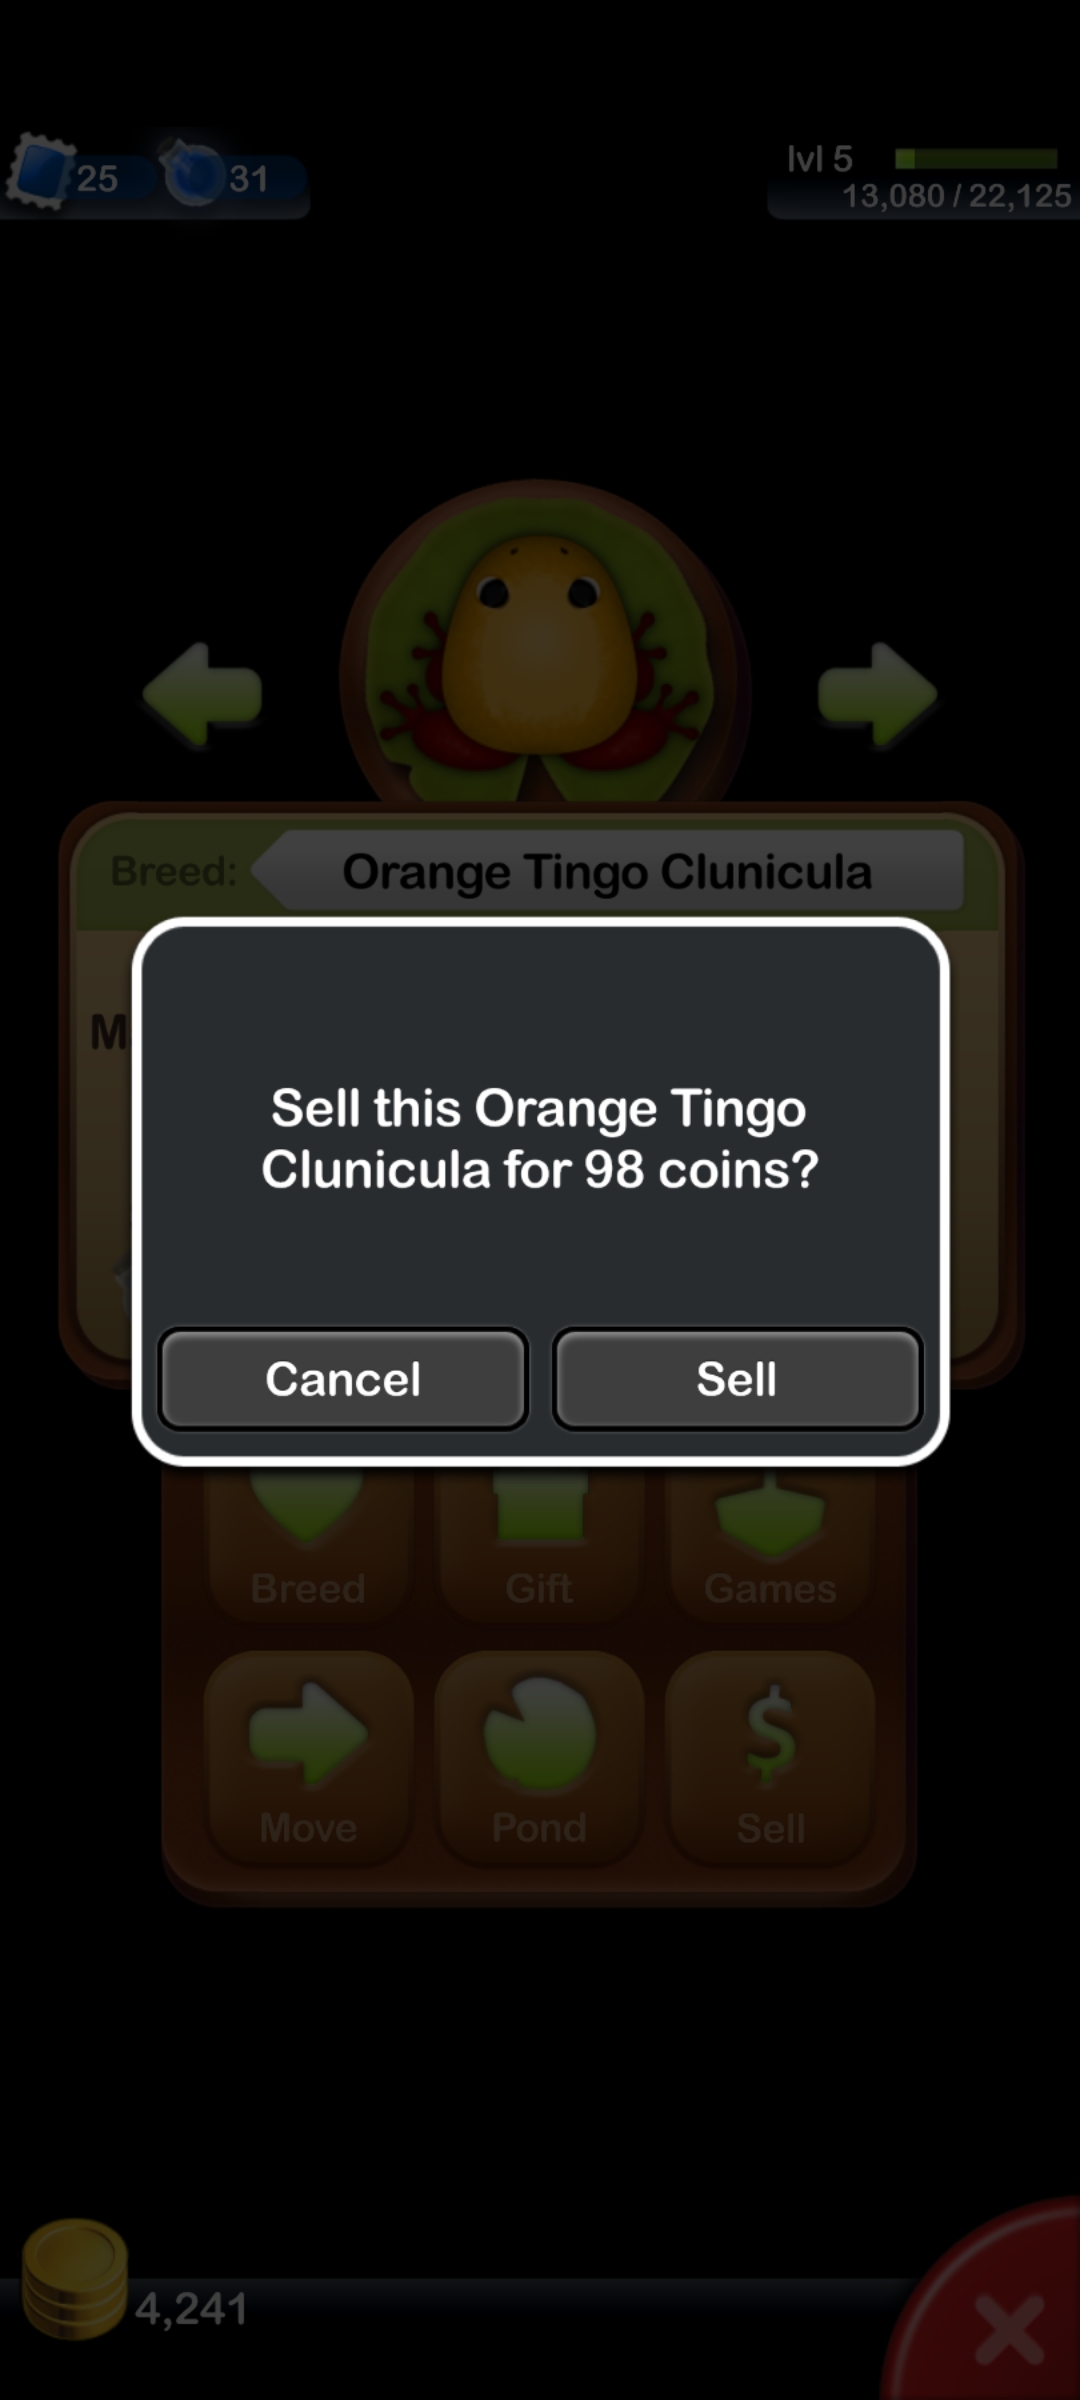 25
31
lvl 5
13,080 / 22,125
Breed:
Orange Tingo Clunicula
M
Sell this Orange Tingo
Clunicula for 98 coins?
Cancel
Sell
Breed
Gift
Games
Move
Pond
$
Sell
4,241